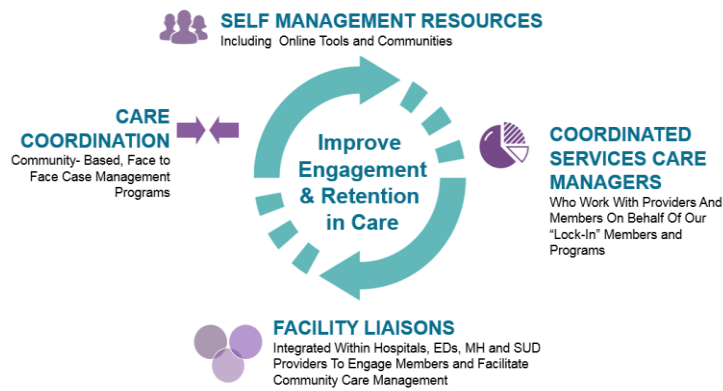 SELF MANAGEMENT RESOURCES
Including Online Tools and Communities
CARE
COORDINATION
Community- Based, Face to
Face Case Management
Programs
Improve
Engagement
& Retention
in Care
COORDINATED
SERVICES CARE
MANAGERS
Who Work With Providers And
Members On Behalf Of Our
“Lock-In” Members and
Programs
FACILITY LIAISONS
Integrated Within Hospitals, EDs, MH and SUD
Providers To Engage Members and Facilitate
Community Care Management